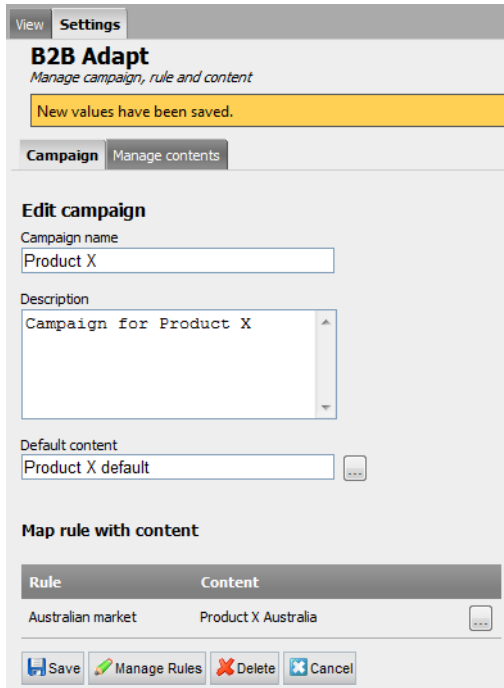 View Settings
B2B Adapt
Manage campaign, rule and content
New values have been saved.
Campaign Manage contents
Edit campaign
Campaign name
Product X
Description
Campaign for Product X
Default content
Product X default
...
Map rule with content
Rule Content
Australian market Product X Australia ...
Save Manage Rules Delete Cancel